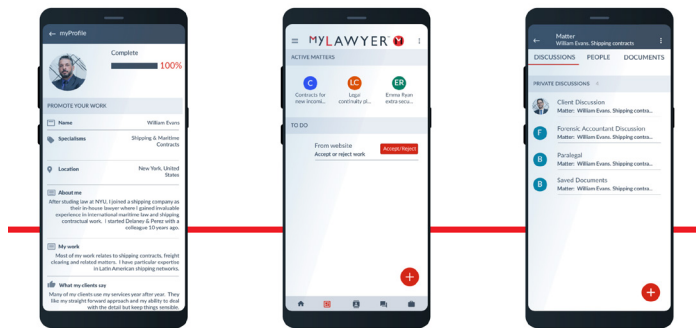 ← myProfile
Complete
100%
PROMOTE YOUR WORK
Name
William Evans
Specialisms
Shipping & Maritime
Contracts
Location
New York, United
States
About me
After studing law at NYU, I joined a shipping company as
their in-house lawyer where I gained invaluable
experience in international maritime law and shipping
contractual work. I started Delaney & Perez with a
colleague 10 years ago.
My work
Most of my work relates to shipping contracts, freight
clearing and related matters. I have particular expertise
in Latin American shipping networks.
What my clients say
Many of my clients use my services year after year. They
like my straight forward approach and my ability to deal
with the detail but keep things sensible.
MYLAWYER
ACTIVE MATTERS
C
LC
ER
Contracts for
new incomi...
Legal
continuity pl...
Emma Ryan
extra secu...
TO DO
From website
Accept or reject work
Accept/Reject
+
← Matter
William Evans, Shipping contracts
DISCUSSIONS
PEOPLE
DOCUMENTS
PRIVATE DISCUSSIONS
Client Discussion
Matter: William Evans, Shipping contra...
F
Forensic Accountant Discussion
Matter: William Evans, Shipping contra...
B
Paralegal
Matter: William Evans, Shipping contra...
B
Saved Documents
Matter: William Evans, Shipping contra...
+